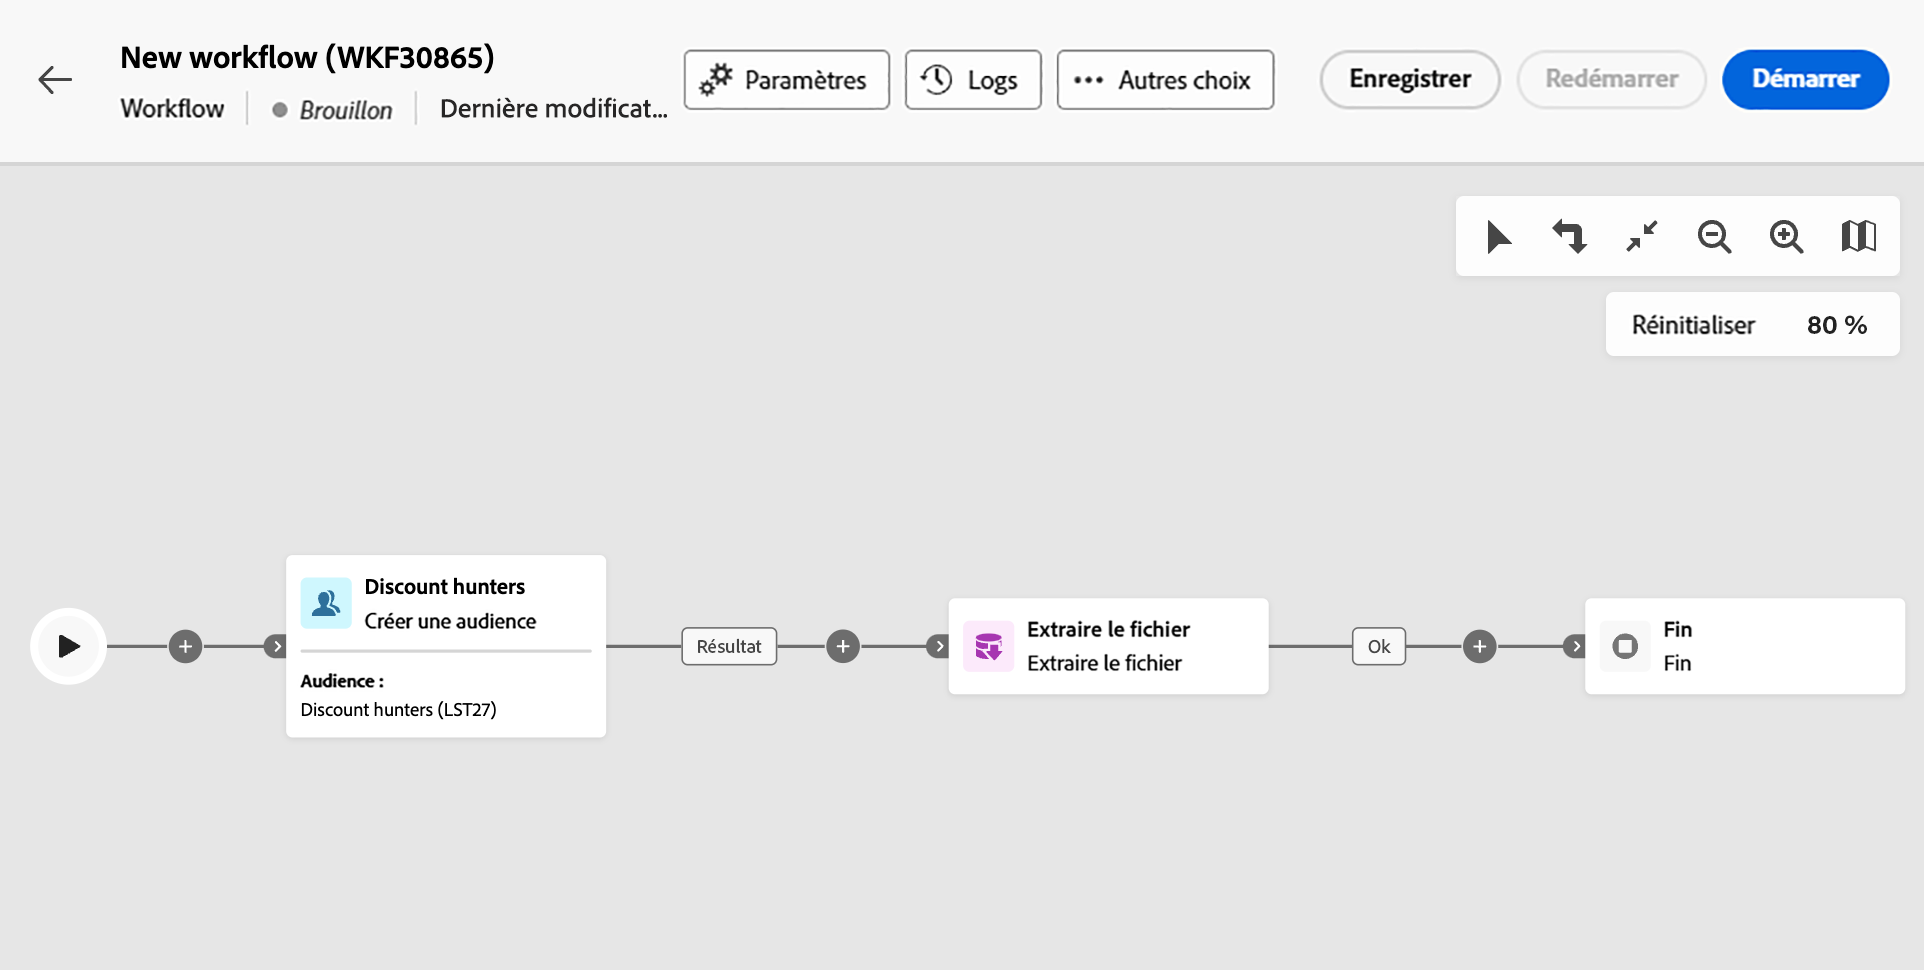 New workflow (WKF30865)
Workflow
Brouillon
Dernière modificat...
Paramètres
Logs
Autres choix
Enregistrer
Redémarrer
Démarrer
Réinitialiser 80 %
Discount hunters
Créer une audience
Audience :
Discount hunters (LST27)
Résultat
Extraire le fichier
Extraire le fichier
Ok
Fin
Fin